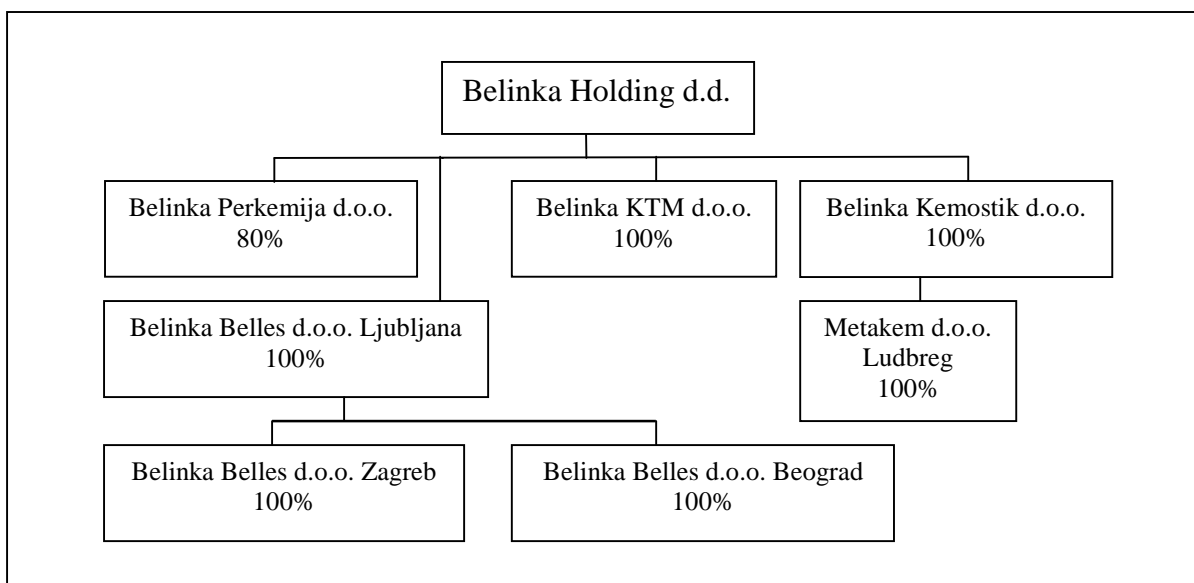 Belinka Holding d.d.
Belinka Perkemija d.o.o.
80%
Belinka KTM d.o.o.
100%
Belinka Kemostik d.o.o.
100%
Belinka Belles d.o.o. Ljubljana
100%
Metakem d.o.o.
Ludbreg
100%
Belinka Belles d.o.o. Zagreb
100%
Belinka Belles d.o.o. Beograd
100%